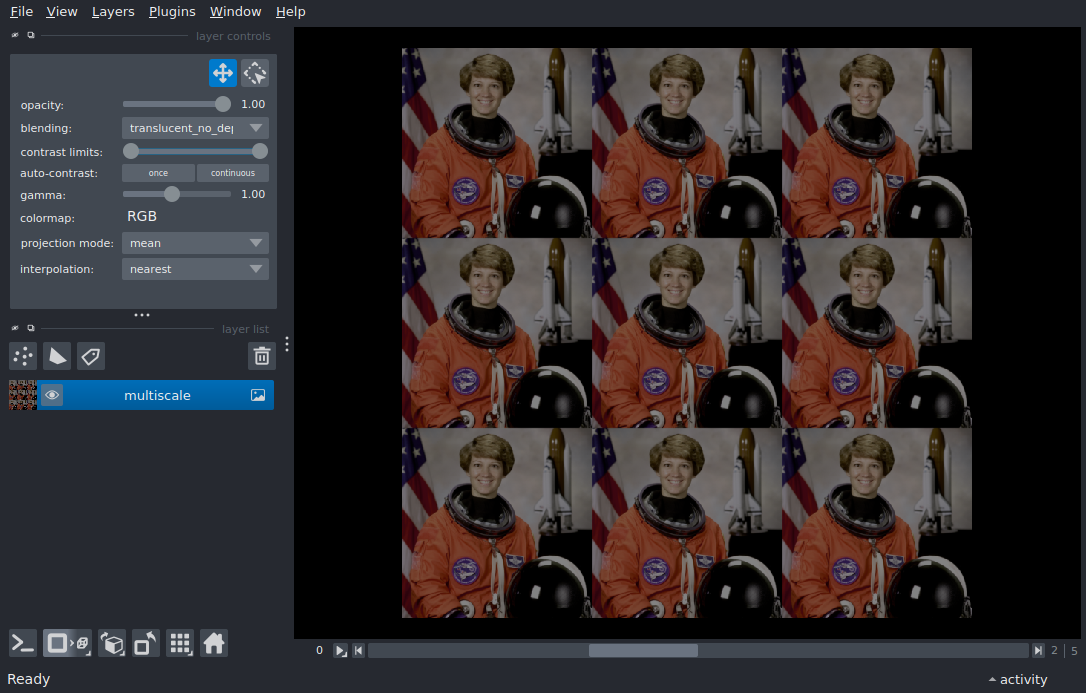 File View Layers Plugins Window Help
layer controls
opacity: 1.00
blending: translucent_no_de
contrast limits:
auto-contrast: once continuous
gamma: 1.00
colormap: RGB
projection mode: mean
interpolation: nearest
layer list
multiscale
0 2 | 5
Ready activity